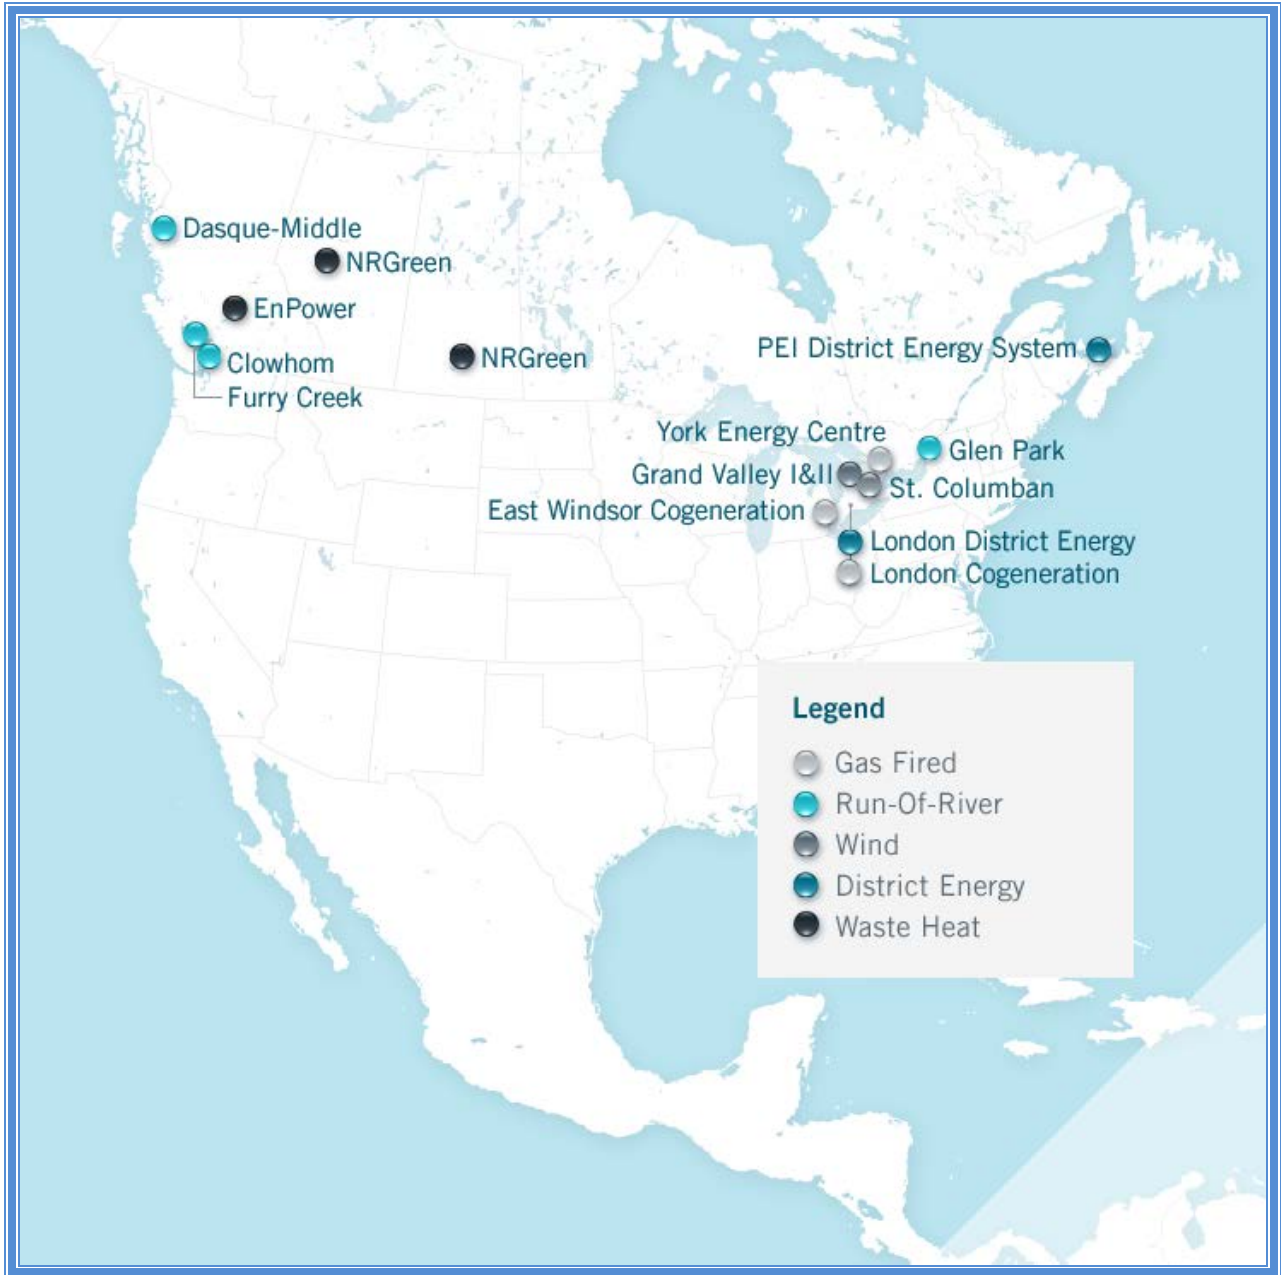 Dasque-Middle
NRGreen
EnPower
Clowhom
Furry Creek
NRGreen
PEI District Energy System
York Energy Centre
Glen Park
Grand Valley I&II
St. Columban
East Windsor Cogeneration
London District Energy
London Cogeneration
Legend
Gas Fired
Run-Of-River
Wind
District Energy
Waste Heat